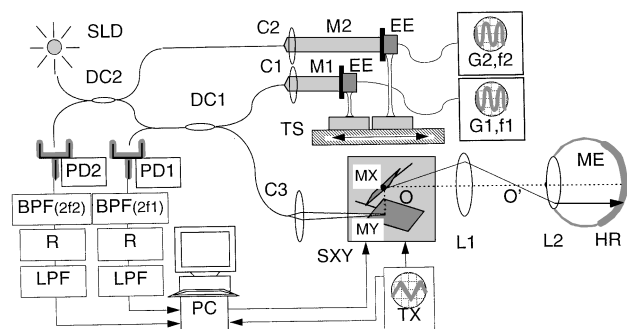 SLD
C2
M2
EE
G2,f2
DC2
C1
M1
EE
DC1
G1,f1
TS
PD2
PD1
C3
MX
O
MY
SXY
O'
L1
ME
L2
HR
BPF(2f2)
BPF(2f1)
R
R
LPF
LPF
PC
TX